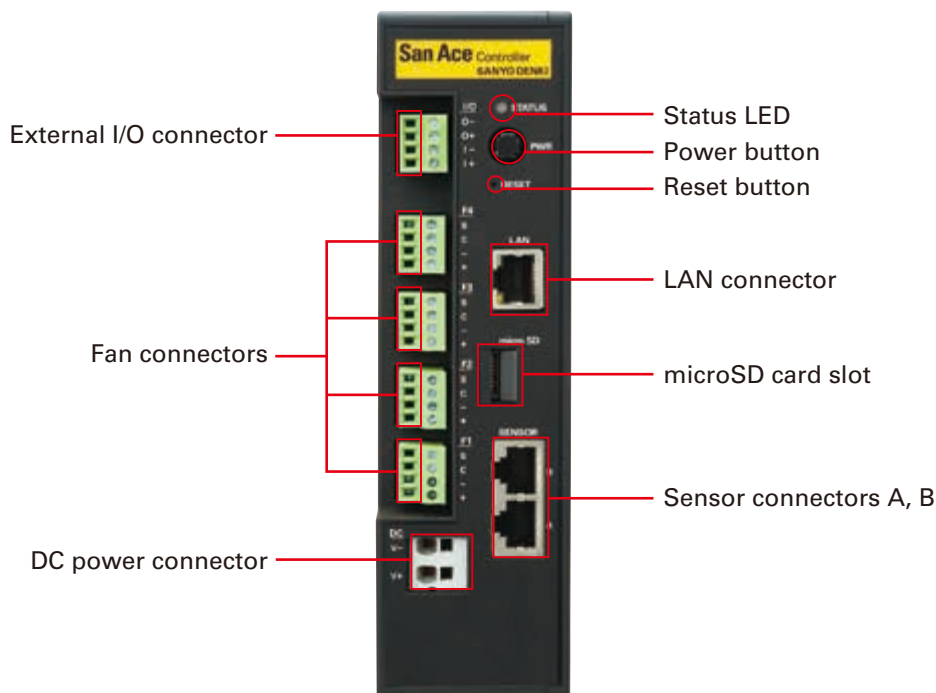 San Ace Controller
SANYO DENKI
External I/O connector
Fan connectors
DC power connector
I/O
O-
O+
I-
I+
F4
S
C
-
+
F3
S
C
-
+
F2
S
C
-
+
F1
S
C
-
+
DC
V-
V+
STATUS
PWR
RESET
LAN
micro SD
SENSOR
Status LED
Power button
Reset button
LAN connector
microSD card slot
Sensor connectors A, B